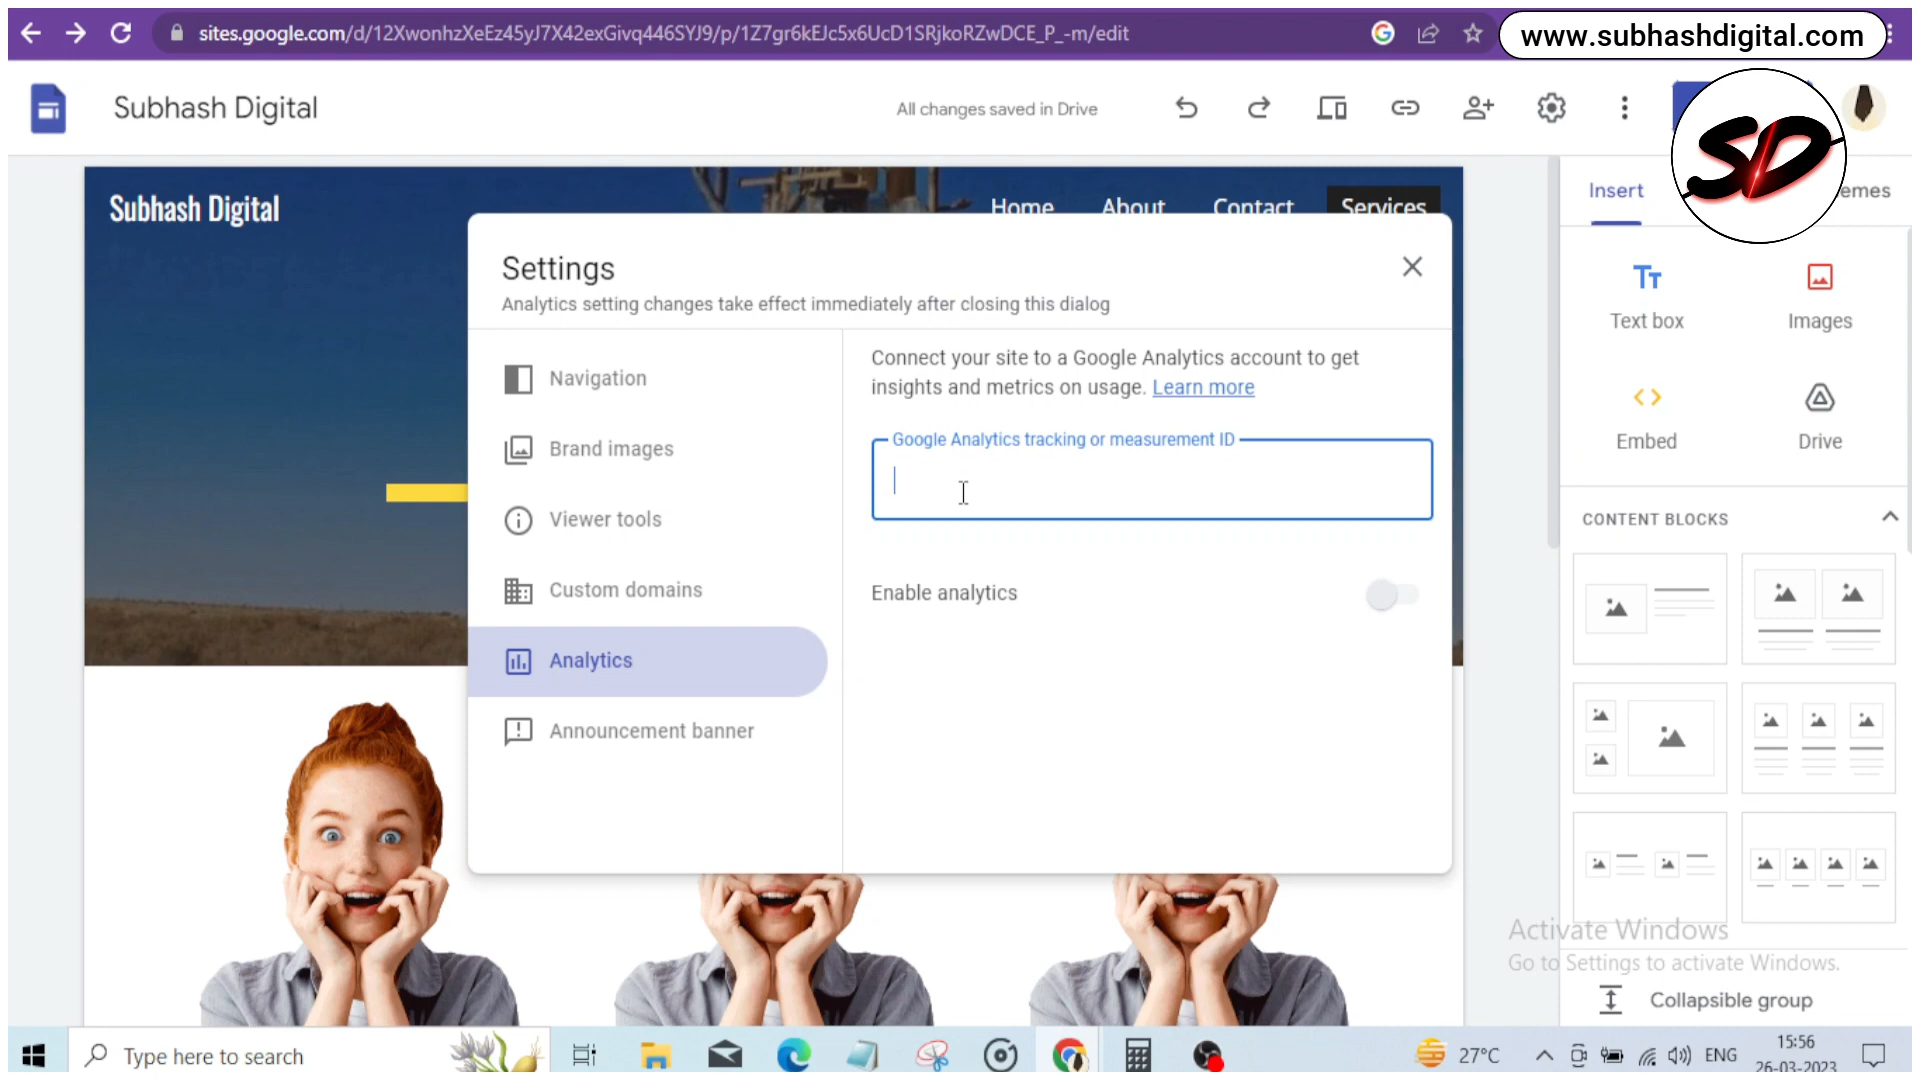 sites.google.com/d/12XwonhzXeEz45yJ7X42exGivq446SYJ9/p/1Z7gr6kEJc5x6UcD1SRjkoRZwDCE_P_-m/edit
www.subhashdigital.com
Subhash Digital
All changes saved in Drive
SD
Subhash Digital
Home
About
Contact
Services
Insert
emes
Settings
Analytics setting changes take effect immediately after closing this dialog
Navigation
Brand images
Viewer tools
Custom domains
Analytics
Announcement banner
Connect your site to a Google Analytics account to get
insights and metrics on usage. Learn more
Google Analytics tracking or measurement ID
Enable analytics
Text box
Images
Embed
Drive
CONTENT BLOCKS
Activate Windows
Go to Settings to activate Windows.
Collapsible group
Type here to search
27°C
ENG
15:56
26-03-2023